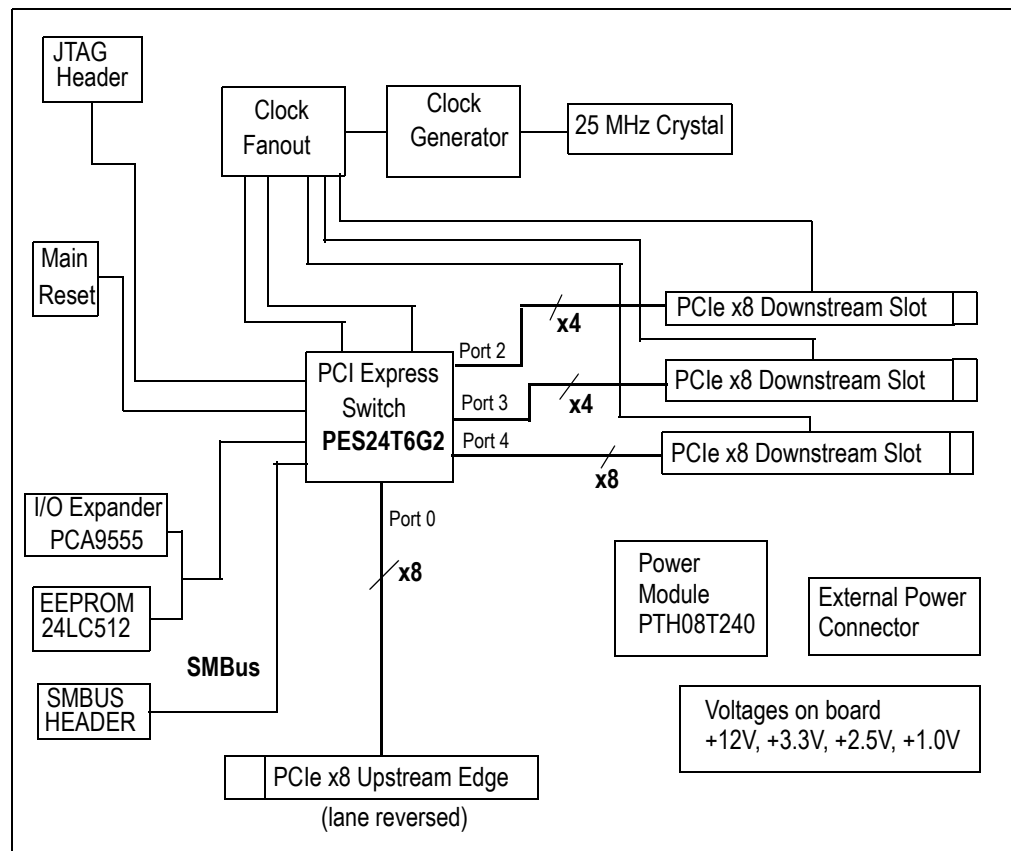 JTAG
Header
Clock
Fanout
Clock
Generator
25 MHz Crystal
Main
Reset
PCIe x8 Downstream Slot
x4
Port 2
PCI Express
Switch
PES24T6G2
PCIe x8 Downstream Slot
x4
Port 3
Port 4
PCIe x8 Downstream Slot
x8
I/O Expander
PCA9555
Port 0
x8
EEPROM
24LC512
SMBus
SMBUS
HEADER
Power
Module
PTH08T240
External Power
Connector
Voltages on board
+12V, +3.3V, +2.5V, +1.0V
PCIe x8 Upstream Edge
(lane reversed)